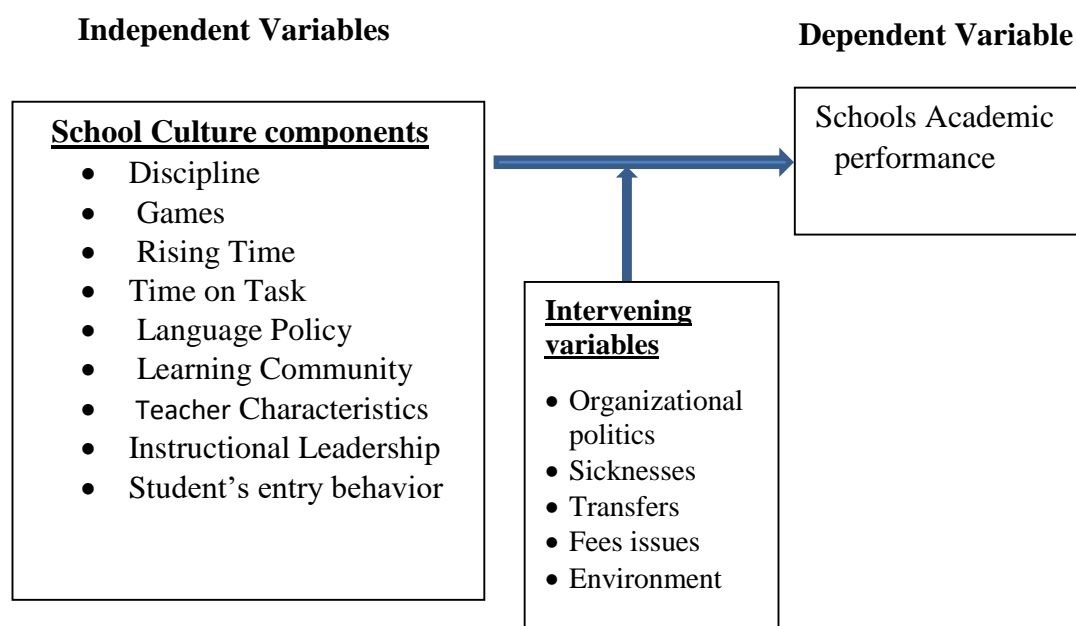 Independent Variables
Dependent Variable
School Culture components
• Discipline
• Games
• Rising Time
• Time on Task
• Language Policy
• Learning Community
• Teacher Characteristics
• Instructional Leadership
• Student’s entry behavior
Schools Academic
performance
Intervening
variables
• Organizational
politics
• Sicknesses
• Transfers
• Fees issues
• Environment